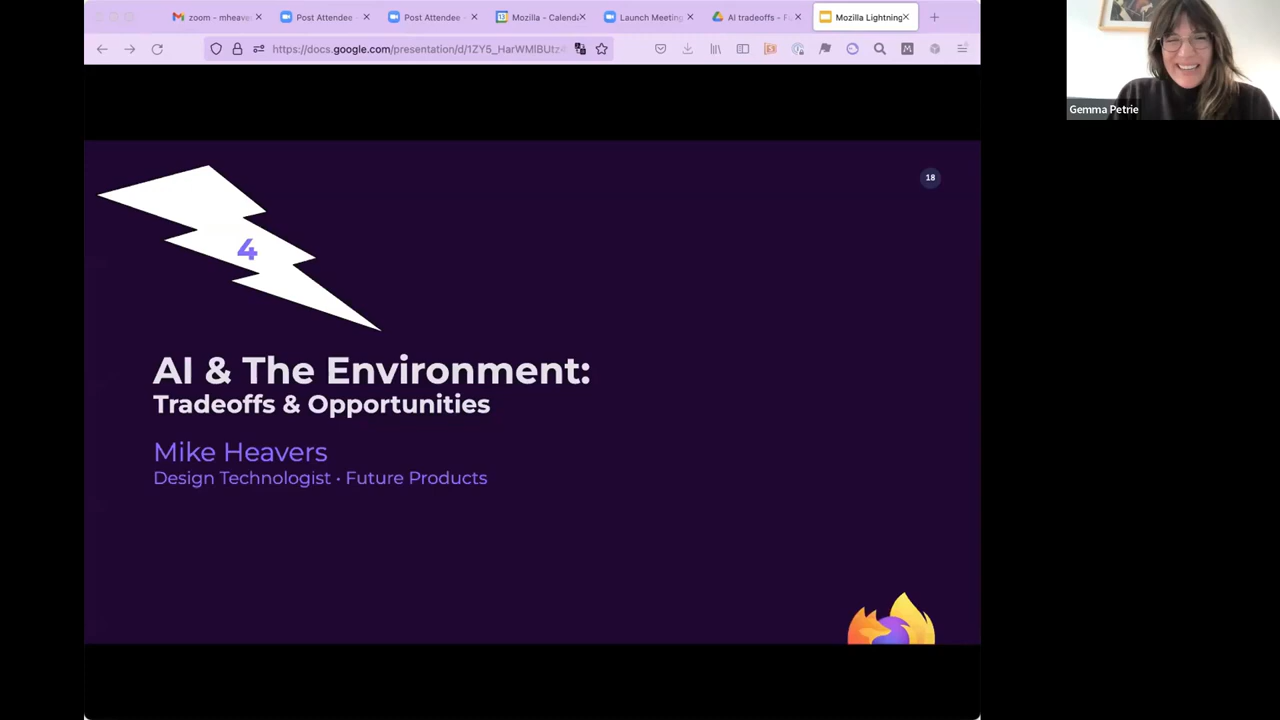 zoom - mheav
Post Attendee
Post Attendee -
Mozilla - Calend
Launch Meeting
AI tradeoffs - F
Mozilla Lightning
https://docs.google.com/presentation/d/1ZY5_HarWMlBUtz
Gemma Petrie
18
4
AI & The Environment:
Tradeoffs & Opportunities
Mike Heavers
Design Technologist • Future Products